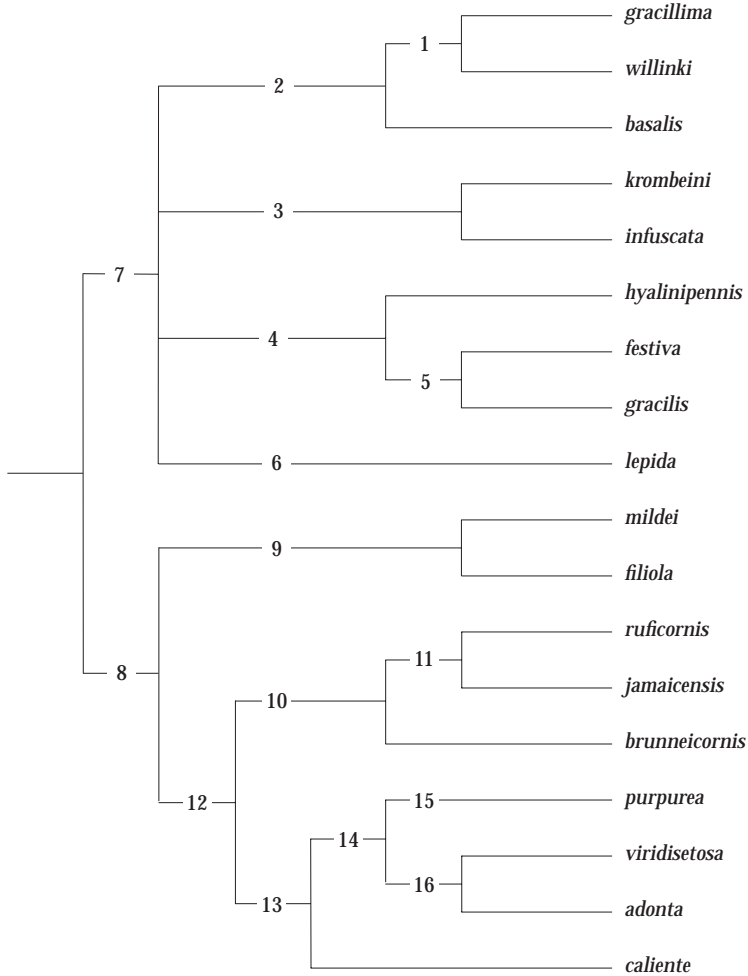 gracillima
1
willinki
2
basalis
krombeini
3
infuscata
7
hyalinipennis
4
festiva
5
gracilis
6
lepida
mildei
9
filiola
ruficornis
11
8
jamaicensis
10
brunneicornis
12
15
purpurea
14
viridisetosa
16
13
adonta
caliente